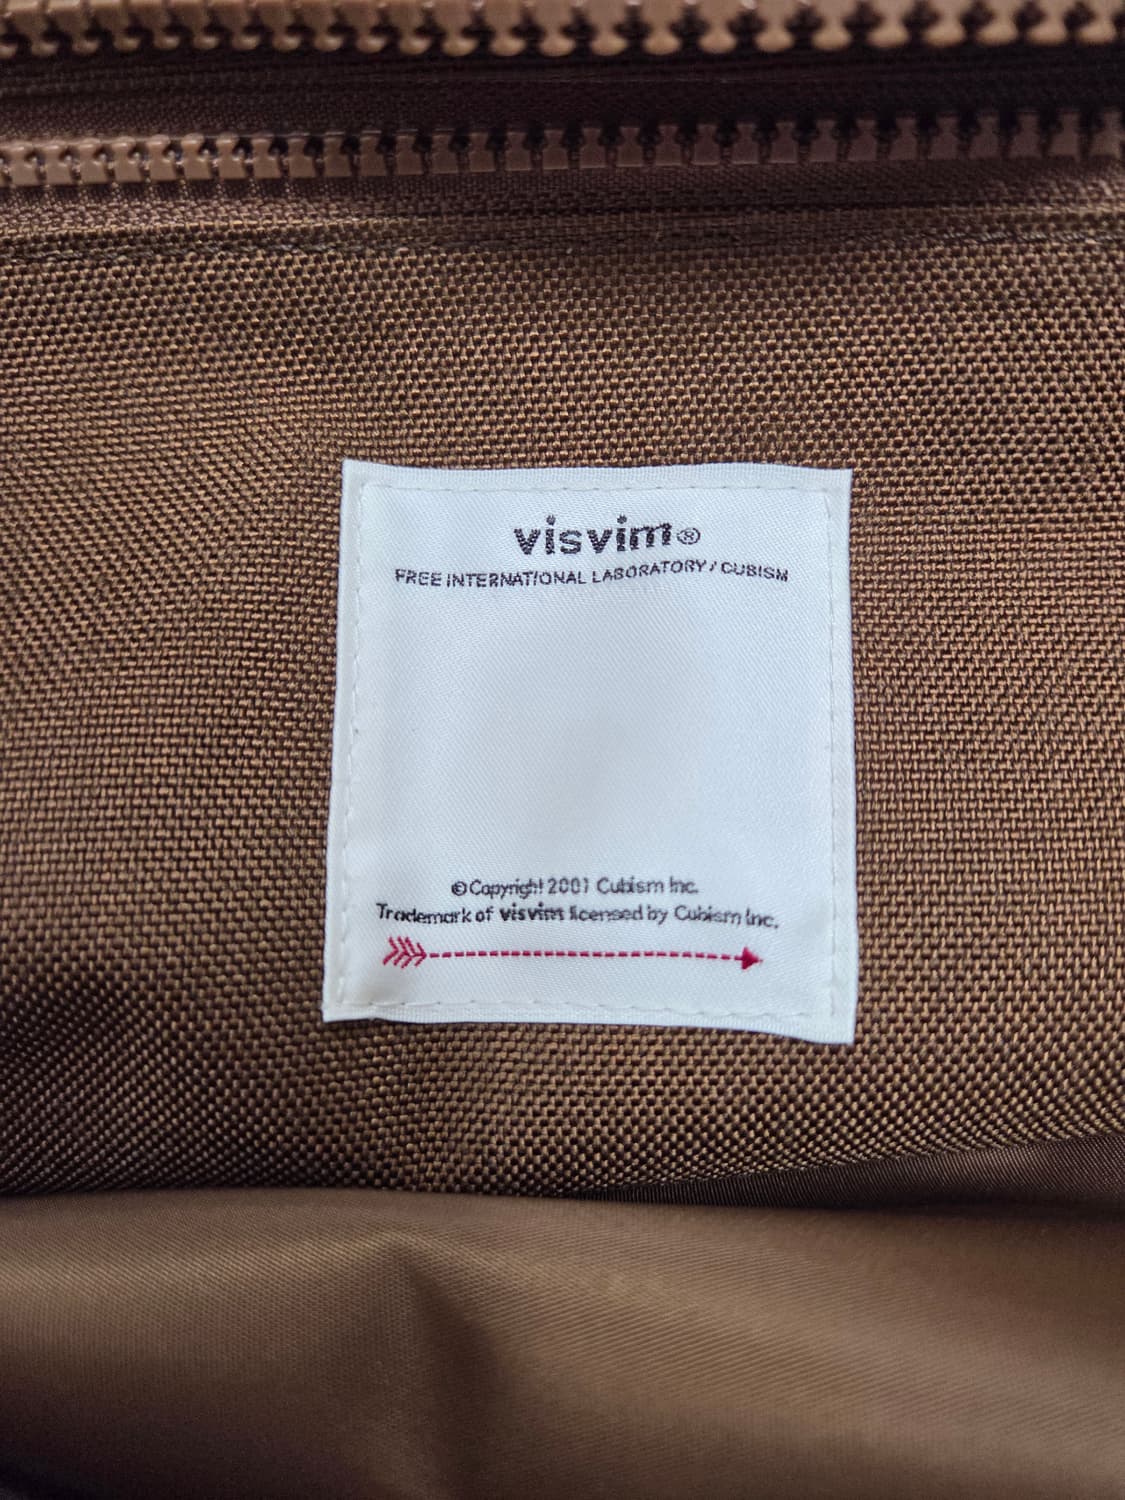 visvim®
FREE INTERNATIONAL LABORATORY / CUBISM
© Copyright 2001 Cubism Inc.
Trademark of visvim licensed by Cubism Inc.